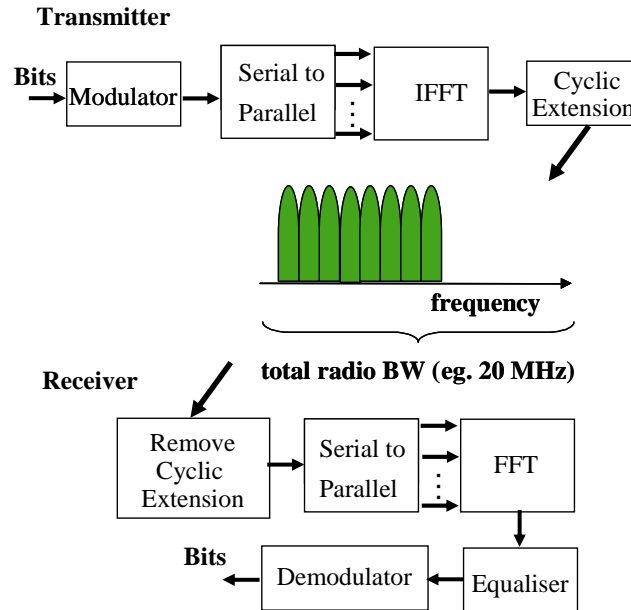 Transmitter
Bits
Modulator
Serial to
Parallel
IFFT
Cyclic
Extension
frequency
total radio BW (eg. 20 MHz)
Receiver
Remove
Cyclic
Extension
Serial to
Parallel
FFT
Bits
Demodulator
Equaliser